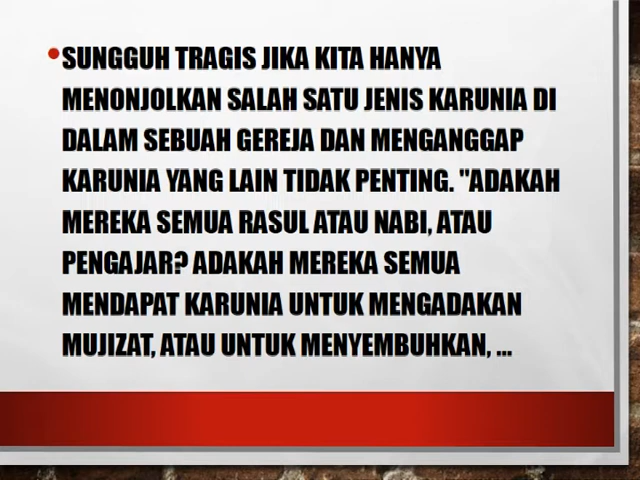 • SUNGGUH TRAGIS JIKA KITA HANYA
MENONJOLKAN SALAH SATU JENIS KARUNIA DI
DALAM SEBUAH GEREJA DAN MENGANGGAP
KARUNIA YANG LAIN TIDAK PENTING. "ADAKAH
MEREKA SEMUA RASUL ATAU NABI, ATAU
PENGAJAR? ADAKAH MEREKA SEMUA
MENDAPAT KARUNIA UNTUK MENGADAKAN
MUJIZAT, ATAU UNTUK MENYEMBUHKAN, ...